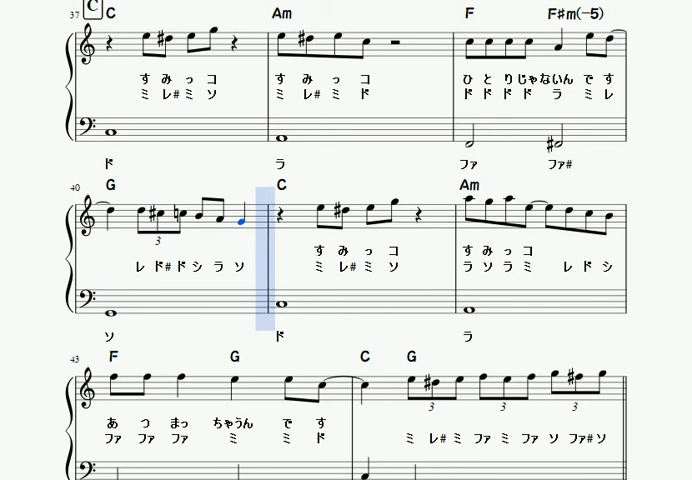 C
37 C Am F F♯m(-5)
す み っ コ す み っ コ ひ と り じゃ ない ん で す
ミ レ# ミ ソ ミ レ# ミ ド ド ド ド ド ラ ミ レ
ド ラ ファ ファ#
40 G C Am
3
す み っ コ す み っ コ
レ ド# ド シ ラ ソ ミ レ# ミ ソ ラ ソ ラ ミ レ ド シ
ソ ド ラ
43 F G C G
3 3 3
あ つ まっ ちゃうん で す
ファ ファ ファ ミ ミ ド ミ レ# ミ ファ ミ ファ ソ ファ# ソ